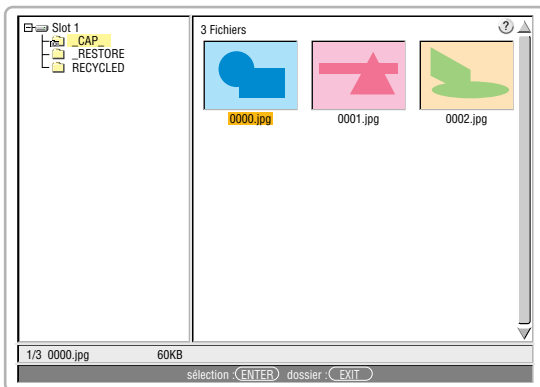 Slot 1
_CAP_
_RESTORE
RECYCLED
3 Fichiers
?
0000.jpg
0001.jpg
0002.jpg
1/3 0000.jpg 60KB
sélection :ENTER dossier : EXIT